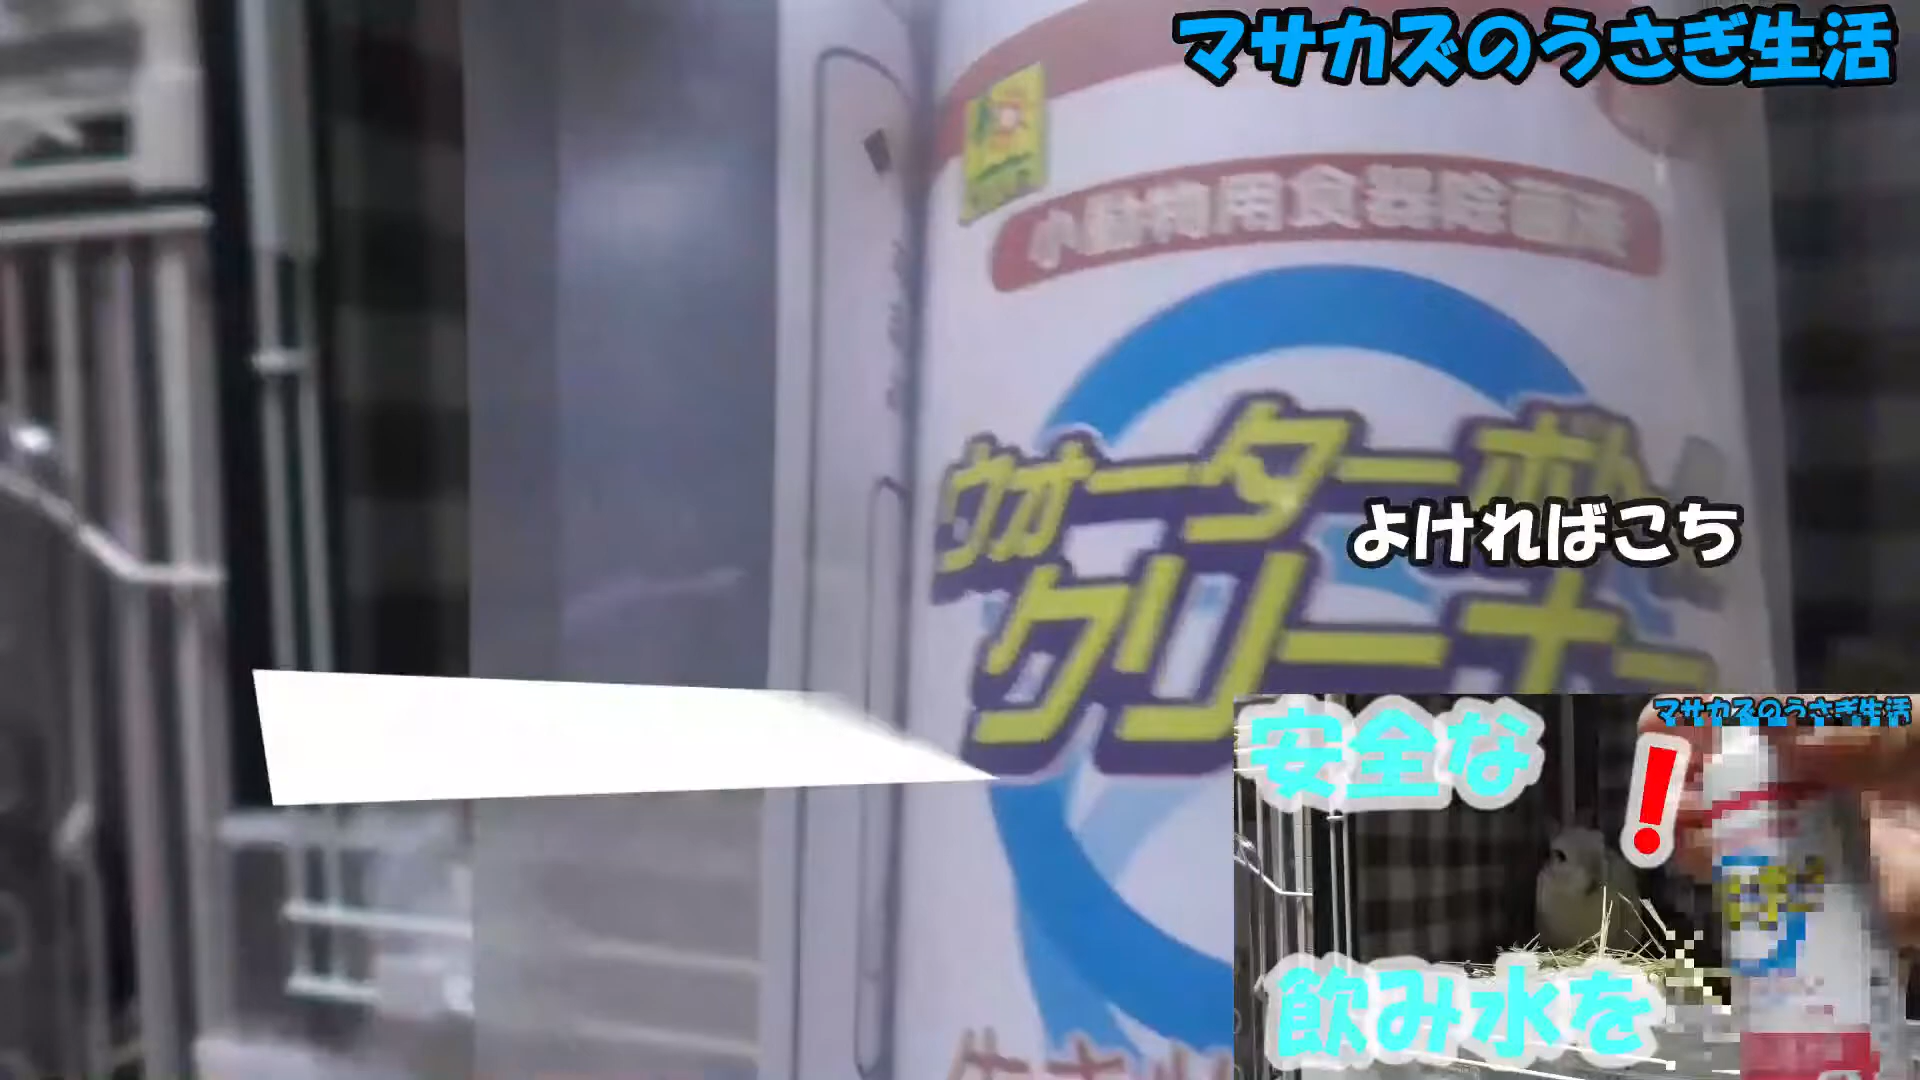 マサカズのうさぎ生活
小動物用食器除菌液
ウォーターボトル
クリーナー
よければこち
安全な
マサカズのうさぎ生活
！
飲み水を